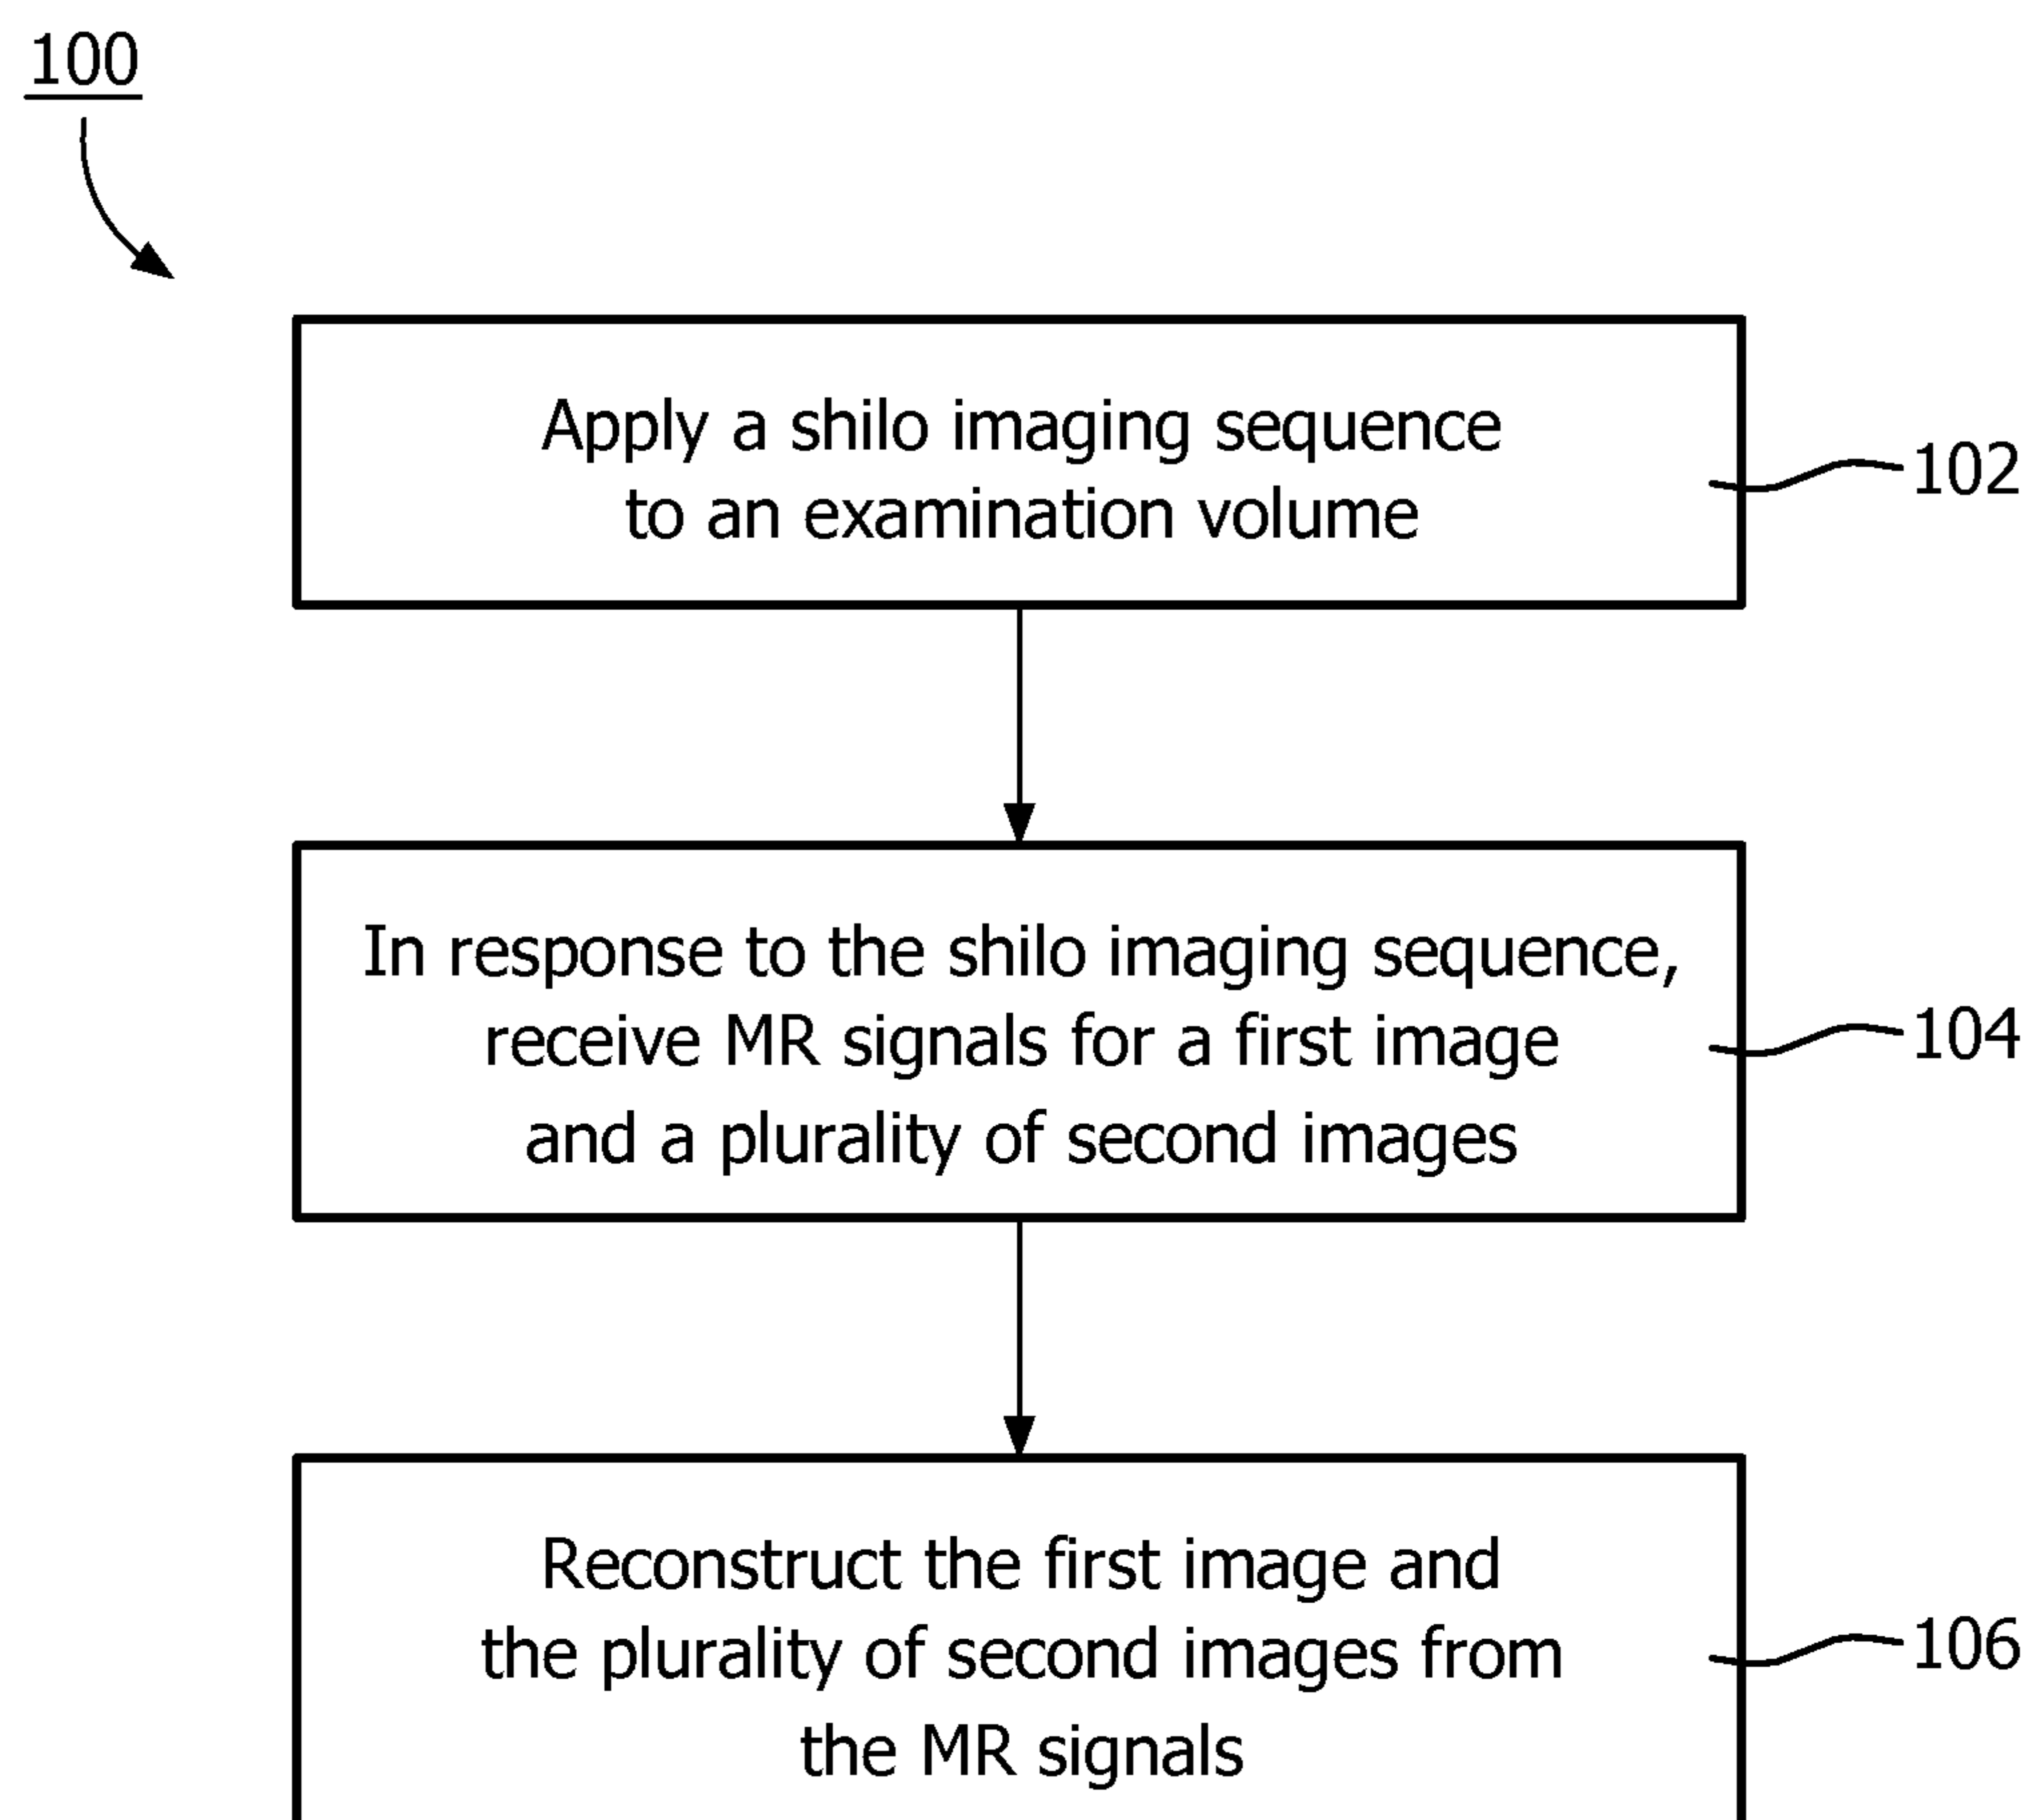 100
Apply a shilo imaging sequence
to an examination volume
102
In response to the shilo imaging sequence,
receive MR signals for a first image
and a plurality of second images
104
Reconstruct the first image and
the plurality of second images from
the MR signals
106